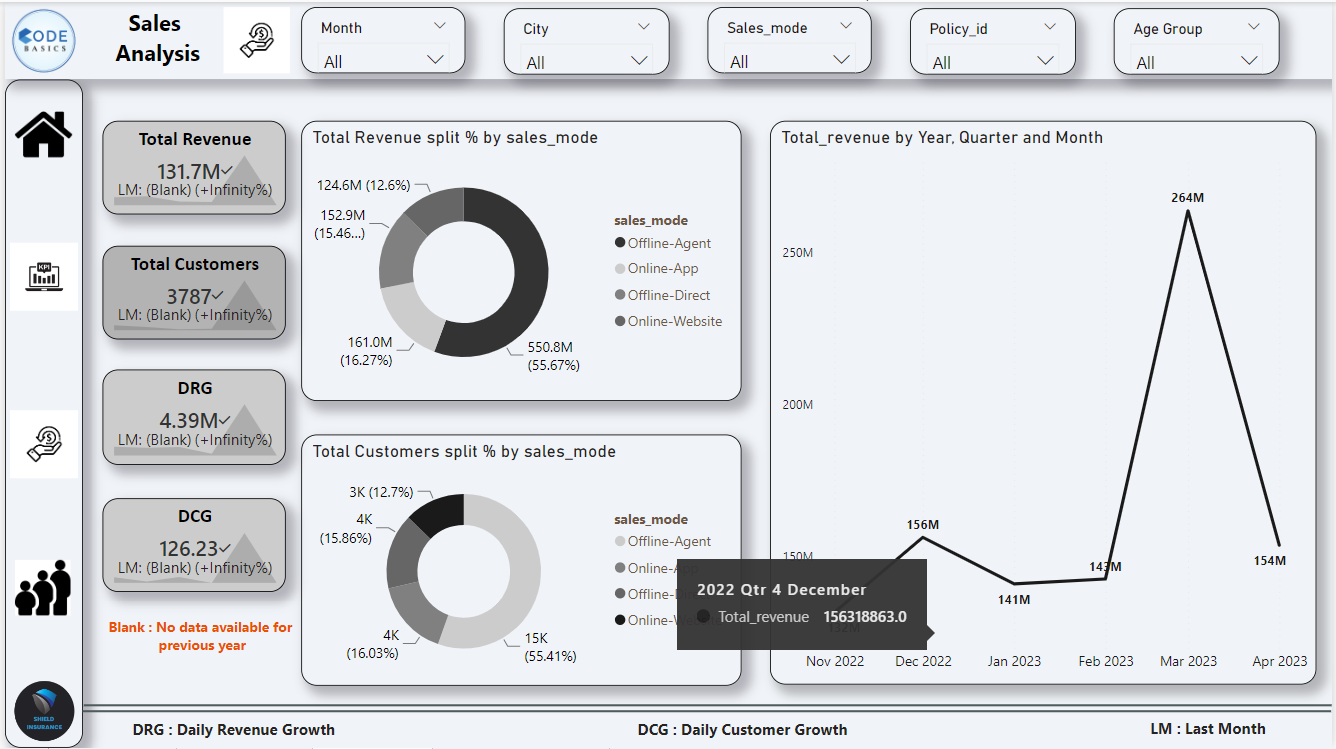 CODE
BASICS
Sales
Analysis
Month
All
City
All
Sales_mode
All
Policy_id
All
Age Group
All
KPI
Total Revenue
131.7M
LM: (Blank) (+Infinity%)
Total Customers
3787
LM: (Blank) (+Infinity%)
DRG
4.39M
LM: (Blank) (+Infinity%)
DCG
126.23
LM: (Blank) (+Infinity%)
Blank : No data available for
previous year
SHIELD
INSURANCE
Total Revenue split % by sales_mode
124.6M (12.6%)
152.9M
(15.46...)
161.0M
(16.27%)
550.8M
(55.67%)
sales_mode
Offline-Agent
Online-App
Offline-Direct
Online-Website
Total Customers split % by sales_mode
3K (12.7%)
4K
(15.86%)
4K
(16.03%)
15K
(55.41%)
sales_mode
Offline-Agent
Online-App
Offline-Di
Online-W
Total_revenue by Year, Quarter and Month
250M
200M
150M
264M
156M
141M
143M
154M
132M
2022 Qtr 4 December
Total_revenue 156318863.0
Nov 2022 Dec 2022 Jan 2023 Feb 2023 Mar 2023 Apr 2023
DRG : Daily Revenue Growth
DCG : Daily Customer Growth
LM : Last Month